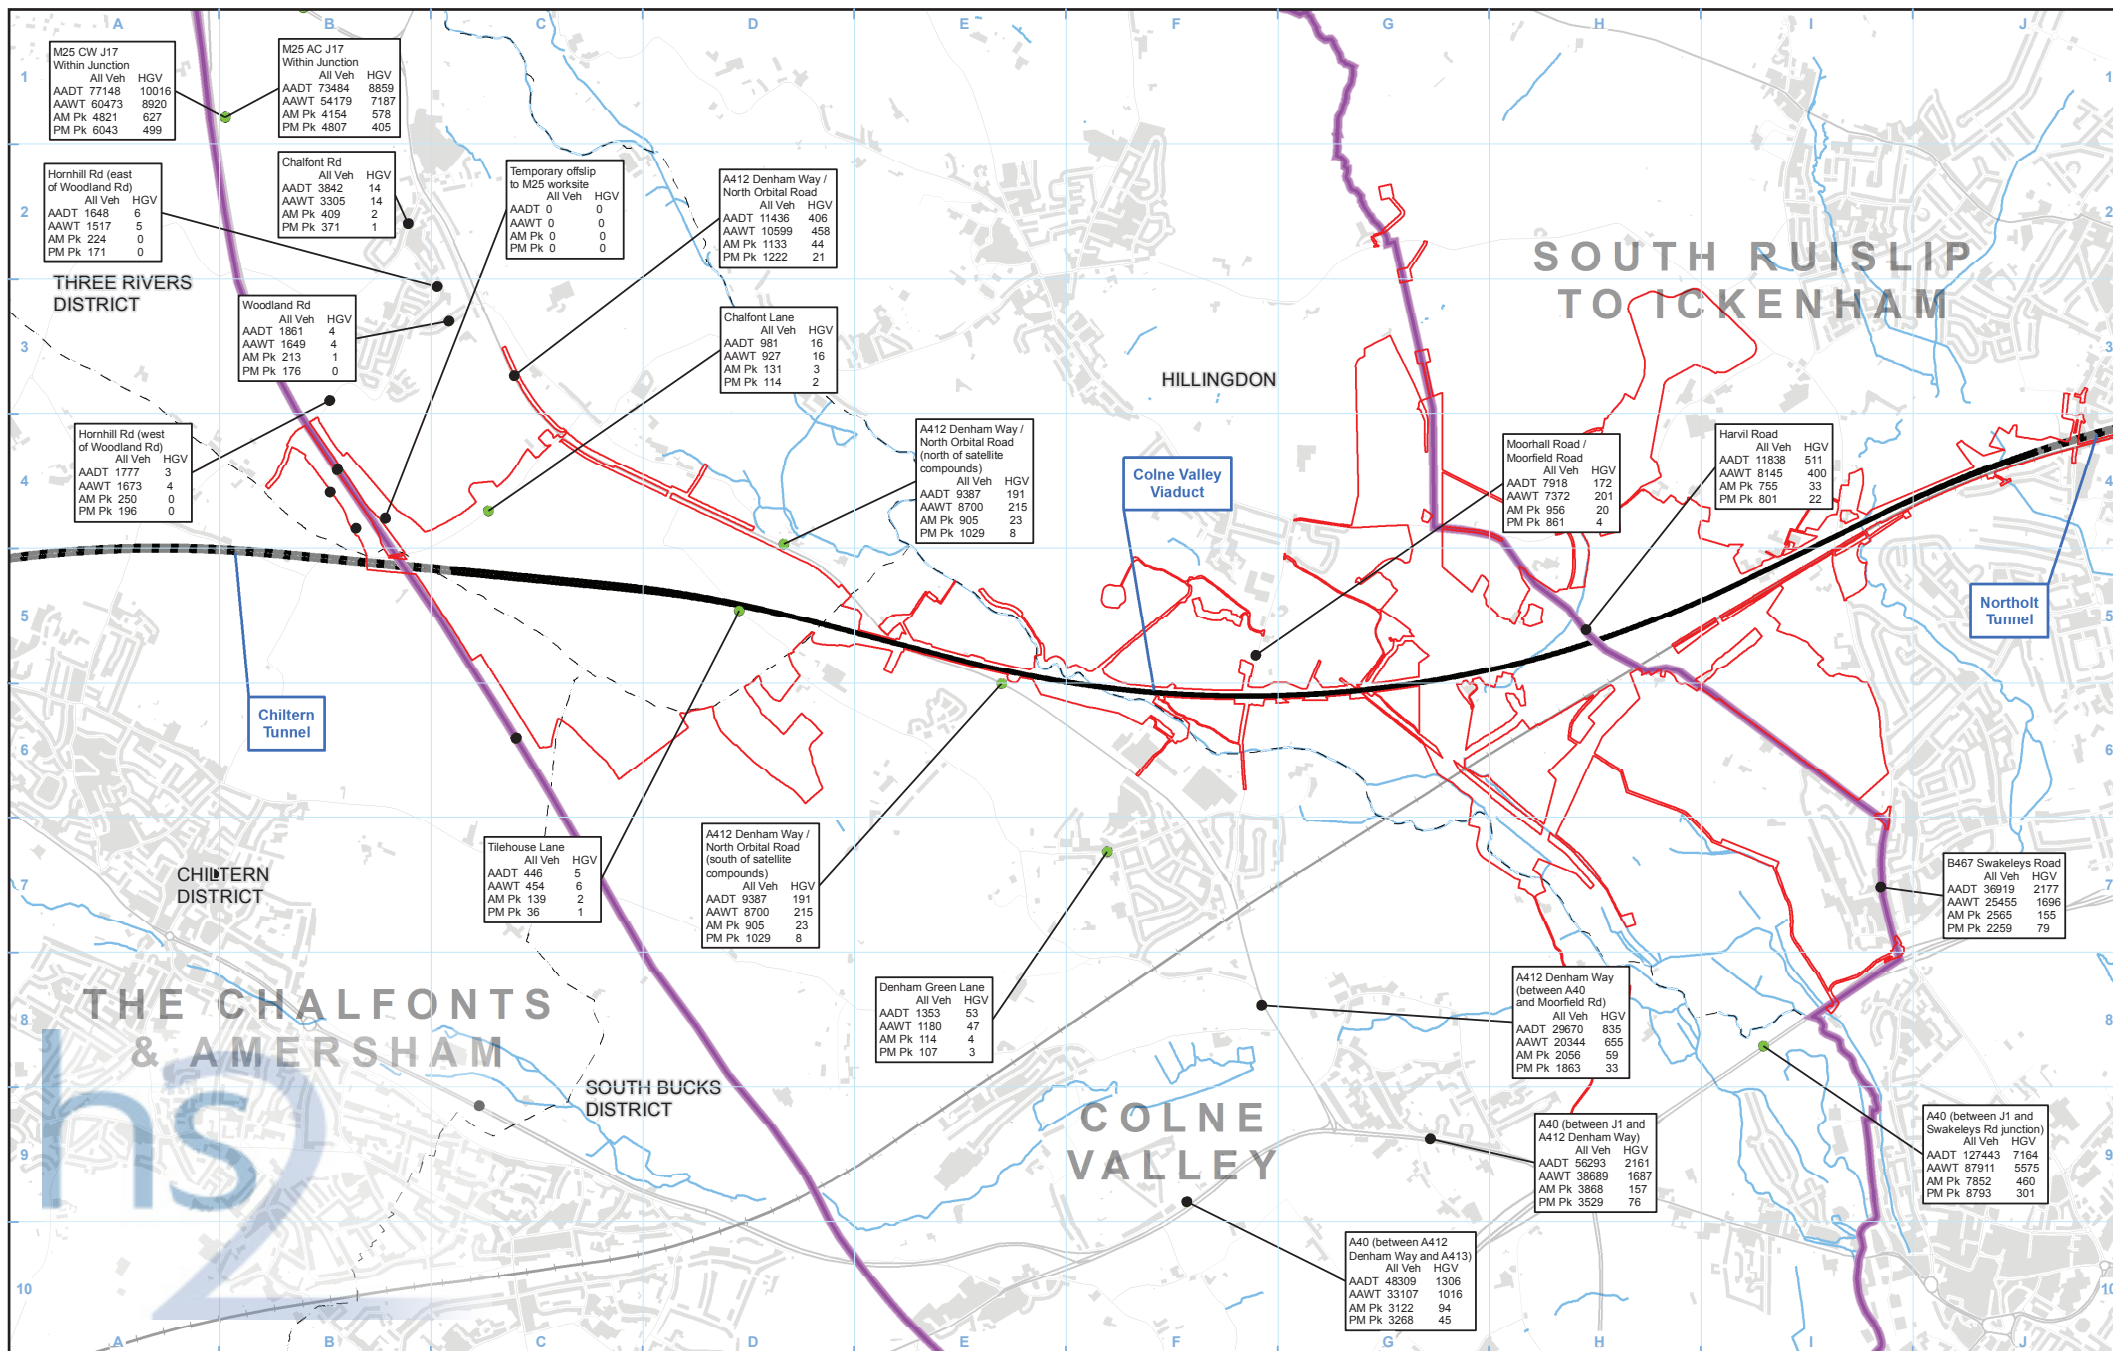 A B C D E F G H I J
1 1
2 2
3 3
4 4
5 5
6 6
7 7
8 8
9 9
10 10
A B C D E F G H I J
M25 CW J17
Within Junction
All Veh HGV
AADT 77148 10016
AAWT 60473 8920
AM Pk 4821 627
PM Pk 6043 499
M25 AC J17
Within Junction
All Veh HGV
AADT 73484 8859
AAWT 54179 7187
AM Pk 4154 578
PM Pk 4807 405
Hornhill Rd (east
of Woodland Rd)
All Veh HGV
AADT 1648 6
AAWT 1517 5
AM Pk 224 0
PM Pk 171 0
Chalfont Rd
All Veh HGV
AADT 3842 14
AAWT 3305 14
AM Pk 409 2
PM Pk 371 1
Temporary offslip
to M25 worksite
All Veh HGV
AADT 0 0
AAWT 0 0
AM Pk 0 0
PM Pk 0 0
A412 Denham Way /
North Orbital Road
All Veh HGV
AADT 11436 406
AAWT 10599 458
AM Pk 1133 44
PM Pk 1222 21
SOUTH RUISLIP
TO ICKENHAM
THREE RIVERS
DISTRICT
Woodland Rd
All Veh HGV
AADT 1861 4
AAWT 1649 4
AM Pk 213 1
PM Pk 176 0
Chalfont Lane
All Veh HGV
AADT 981 16
AAWT 927 16
AM Pk 131 3
PM Pk 114 2
HILLINGDON
Hornhill Rd (west
of Woodland Rd)
All Veh HGV
AADT 1777 3
AAWT 1673 4
AM Pk 250 0
PM Pk 196 0
A412 Denham Way /
North Orbital Road
(north of satellite
compounds)
All Veh HGV
AADT 9387 191
AAWT 8700 215
AM Pk 905 23
PM Pk 1029 8
Colne Valley
Viaduct
Moorhall Road /
Moorfield Road
All Veh HGV
AADT 7918 172
AAWT 7372 201
AM Pk 956 20
PM Pk 861 4
Harvil Road
All Veh HGV
AADT 11838 511
AAWT 8145 400
AM Pk 755 33
PM Pk 801 22
Northolt
Tunnel
Chiltern
Tunnel
CHILTERN
DISTRICT
Tilehouse Lane
All Veh HGV
AADT 446 5
AAWT 454 6
AM Pk 139 2
PM Pk 36 1
A412 Denham Way /
North Orbital Road
(south of satellite
compounds)
All Veh HGV
AADT 9387 191
AAWT 8700 215
AM Pk 905 23
PM Pk 1029 8
B467 Swakeleys Road
All Veh HGV
AADT 36919 2177
AAWT 25455 1696
AM Pk 2565 155
PM Pk 2259 79
THE CHALFONTS
& AMERSHAM
Denham Green Lane
All Veh HGV
AADT 1353 53
AAWT 1180 47
AM Pk 114 4
PM Pk 107 3
A412 Denham Way
(between A40
and Moorfield Rd)
All Veh HGV
AADT 29670 835
AAWT 20344 655
AM Pk 2056 59
PM Pk 1863 33
hs2
SOUTH BUCKS
DISTRICT
COLNE
VALLEY
A40 (between J1 and
A412 Denham Way)
All Veh HGV
AADT 56293 2161
AAWT 38689 1687
AM Pk 3868 157
PM Pk 3529 76
A40 (between J1 and
Swakeleys Rd junction)
All Veh HGV
AADT 127443 7164
AAWT 87911 5575
AM Pk 7852 460
PM Pk 8793 301
A40 (between A412
Denham Way and A413)
All Veh HGV
AADT 48309 1306
AAWT 33107 1016
AM Pk 3122 94
PM Pk 3268 45